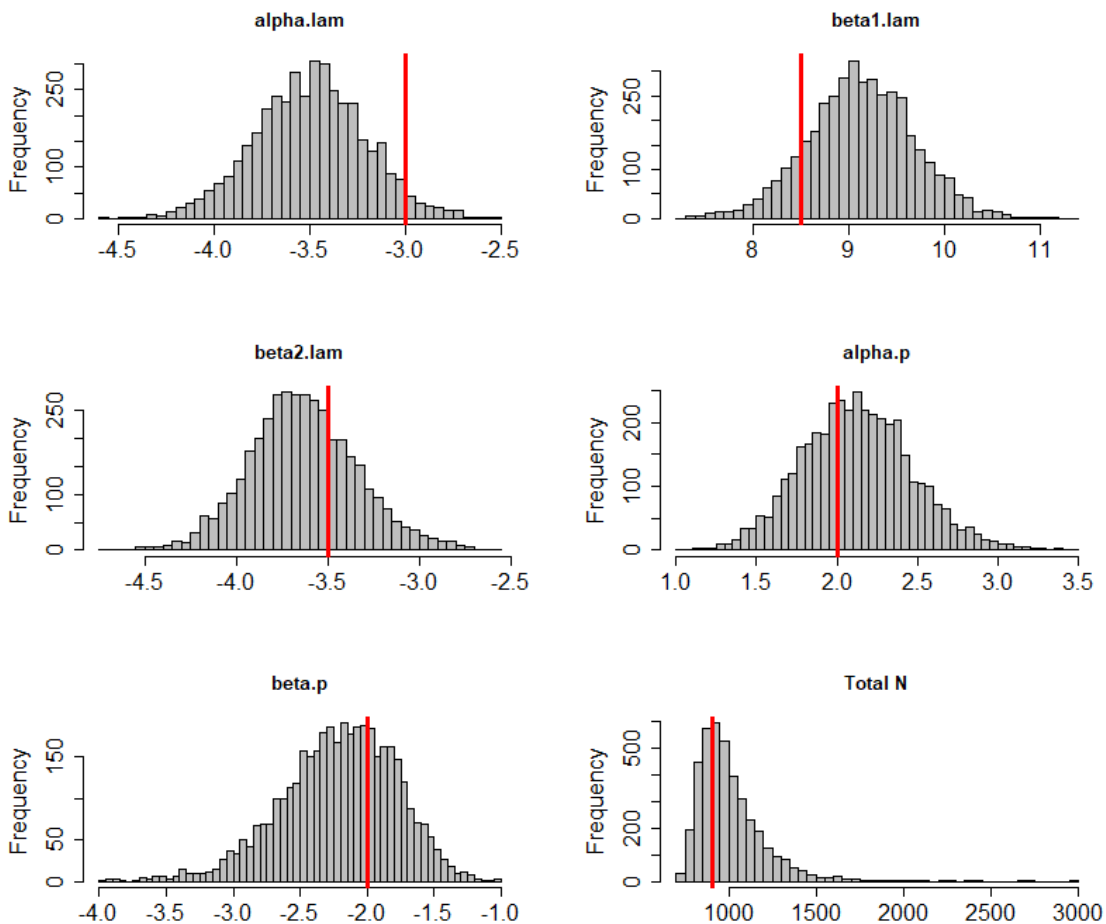 alpha.lam
Frequency
0 100 250
-4.5 -4.0 -3.5 -3.0 -2.5
beta1.lam
Frequency
0 100 250
8 9 10 11
beta2.lam
Frequency
0 100 250
-4.5 -4.0 -3.5 -3.0 -2.5
alpha.p
Frequency
0 100 200
1.0 1.5 2.0 2.5 3.0 3.5
beta.p
Frequency
0 50 150
-4.0 -3.5 -3.0 -2.5 -2.0 -1.5 -1.0
Total N
Frequency
0 200 500
1000 1500 2000 2500 3000